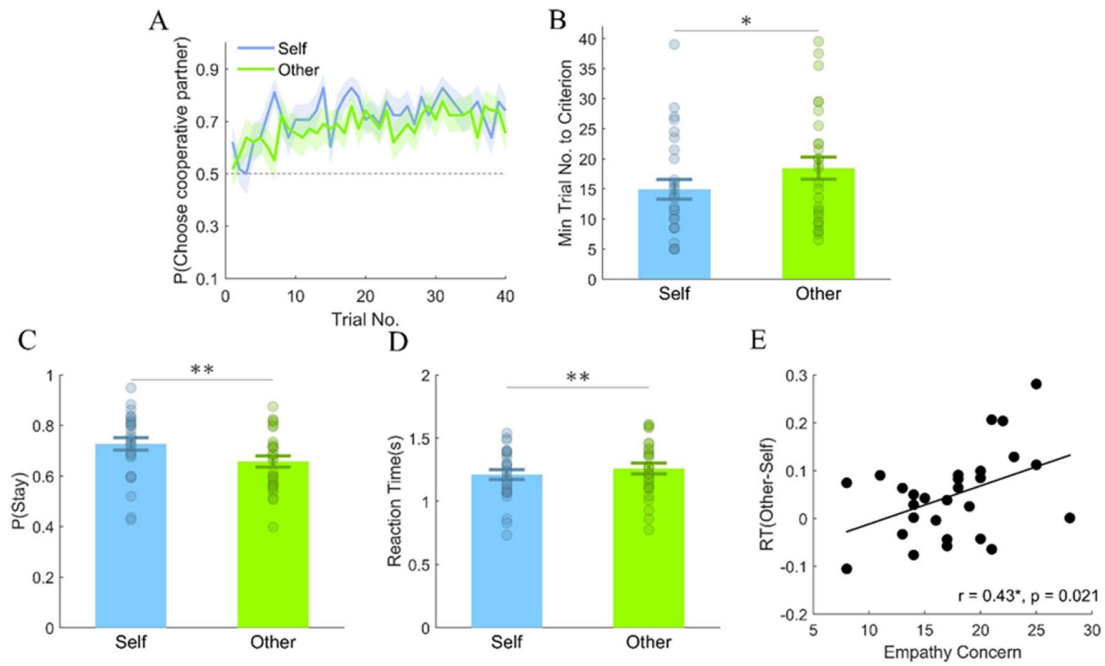 A
P(Choose cooperative partner)
Self
Other
0.9
0.7
0.5
0.3
0.1
0 10 20 30 40
Trial No.
B
*
Min Trial No. to Criterion
40
35
30
25
20
15
10
5
0
Self Other
C
**
P(Stay)
1
0.8
0.6
0.4
0.2
0
Self Other
D
**
Reaction Time(s)
2
1.5
1
0.5
0
Self Other
E
RT(Other-Self)
0.3
0.2
0.1
0
-0.1
-0.2
r = 0.43*, p = 0.021
5 10 15 20 25 30
Empathy Concern